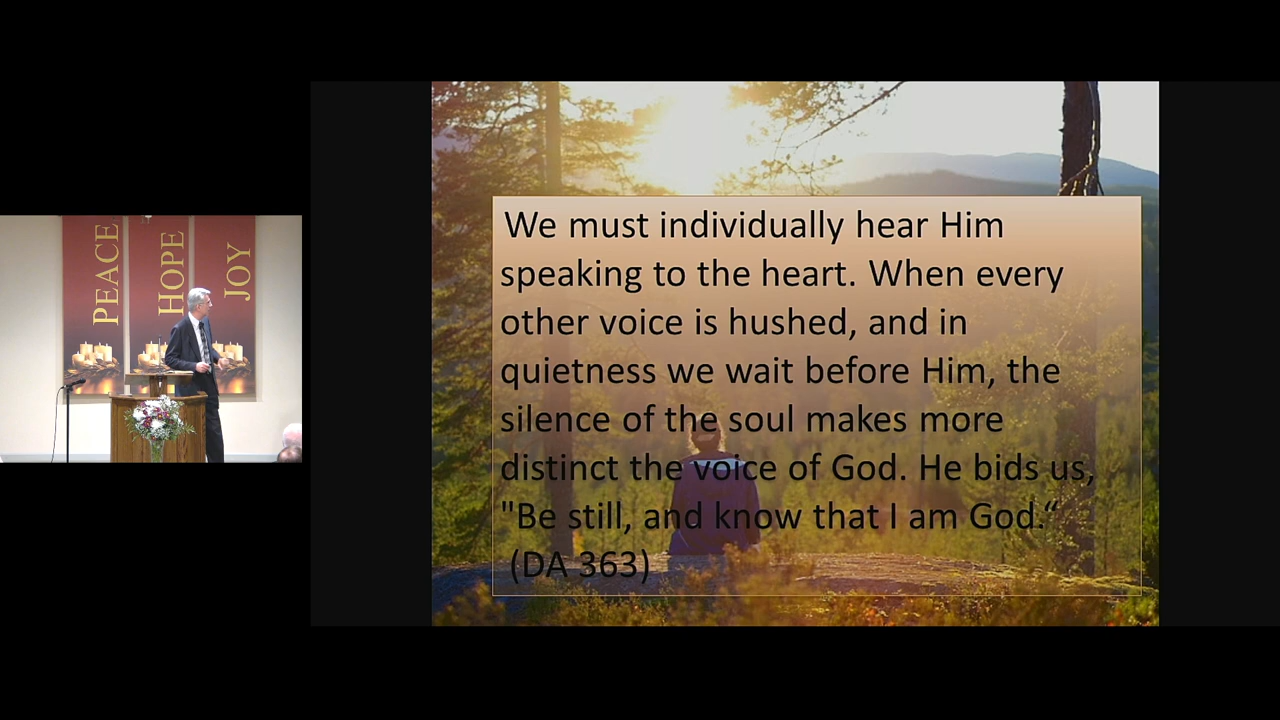 PEACE
HOPE
JOY
We must individually hear Him
speaking to the heart. When every
other voice is hushed, and in
quietness we wait before Him, the
silence of the soul makes more
distinct the voice of God. He bids us,
"Be still, and know that I am God.“
(DA 363)